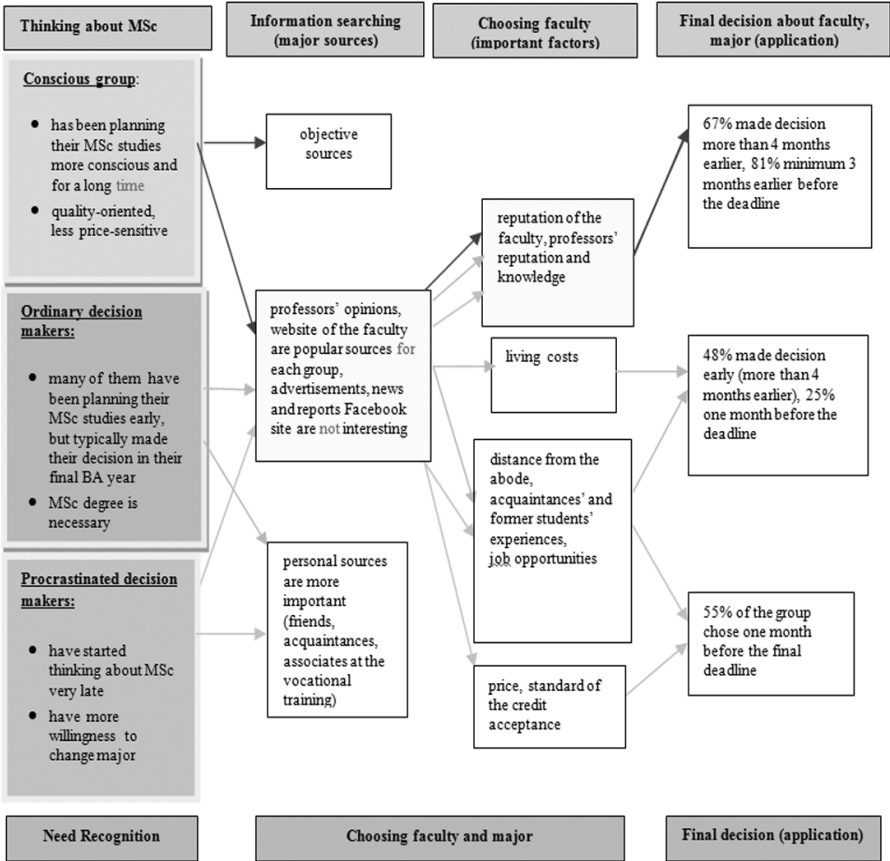 Thinking about MSc
Information searching
(major sources)
Choosing faculty
(important factors)
Final decision about faculty,
major (application)
Conscious group:
• has been planning
their MSc studies
more conscious and
for a long time
• quality-oriented,
less price-sensitive
Ordinary decision
makers:
• many of them have
been planning their
MSc studies early,
but typically made
their decision in their
final BA year
• MSc degree is
necessary
Procrastinated decision
makers:
• have started
thinking about MSc
very late
• have more
willingness to
change major
objective
sources
professors' opinions,
website of the faculty
are popular sources for
each group,
advertisements, news
and reports Facebook
site are not interesting
personal sources
are more
important
(friends,
acquaintances,
associates at the
vocational
training)
reputation of the
faculty, professors'
reputation and
knowledge
living costs
distance from the
abode,
acquaintances' and
former students'
experiences,
job opportunities
price, standard of
the credit
acceptance
67% made decision
more than 4 months
earlier, 81% minimum 3
months earlier before
the deadline
48% made decision
early (more than 4
months earlier), 25%
one month before the
deadline
55% of the group
chose one month
before the final
deadline
Need Recognition
Choosing faculty and major
Final decision (application)